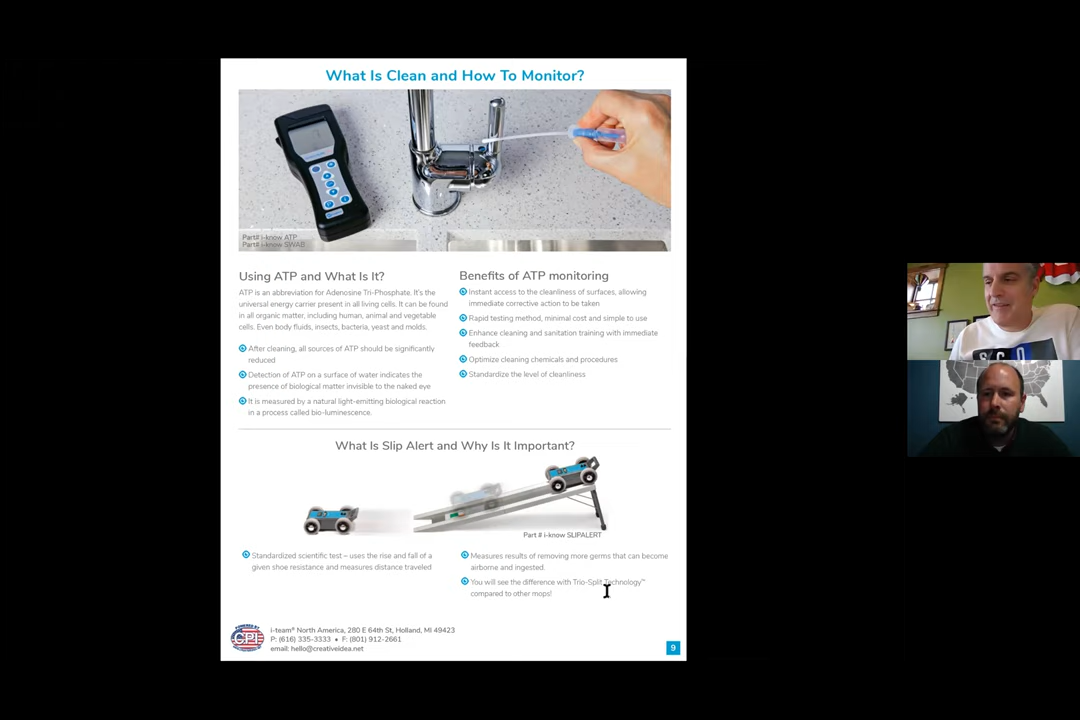 What Is Clean and How To Monitor?
Part# i-know ATP
Part# i-know SWAB
Using ATP and What Is It?
ATP is an abbreviation for Adenosine Tri-Phosphate. It's the
universal energy carrier present in all living cells. It can be found
in all organic matter, including human, animal and vegetable
cells. Even body fluids, insects, bacteria, yeast and molds.
After cleaning, all sources of ATP should be significantly
reduced
Detection of ATP on a surface of water indicates the
presence of biological matter invisible to the naked eye
It is measured by a natural light-emitting biological reaction
in a process called bio-luminescence.
Benefits of ATP monitoring
Instant access to the cleanliness of surfaces, allowing
immediate corrective action to be taken
Rapid testing method, minimal cost and simple to use
Enhance cleaning and sanitation training with immediate
feedback
Optimize cleaning chemicals and procedures
Standardize the level of cleanliness
What Is Slip Alert and Why Is It Important?
Part # i-know SLIPALERT
Standardized scientific test – uses the rise and fall of a
given shoe resistance and measures distance traveled
Measures results of removing more germs that can become
airborne and ingested.
You will see the difference with Trio-Split Technology™
compared to other mops!
CPI
i-team® North America, 280 E 64th St, Holland, MI 49423
P: (616) 335-3333 • F: (801) 912-2661
email: hello@creativeidea.net
9